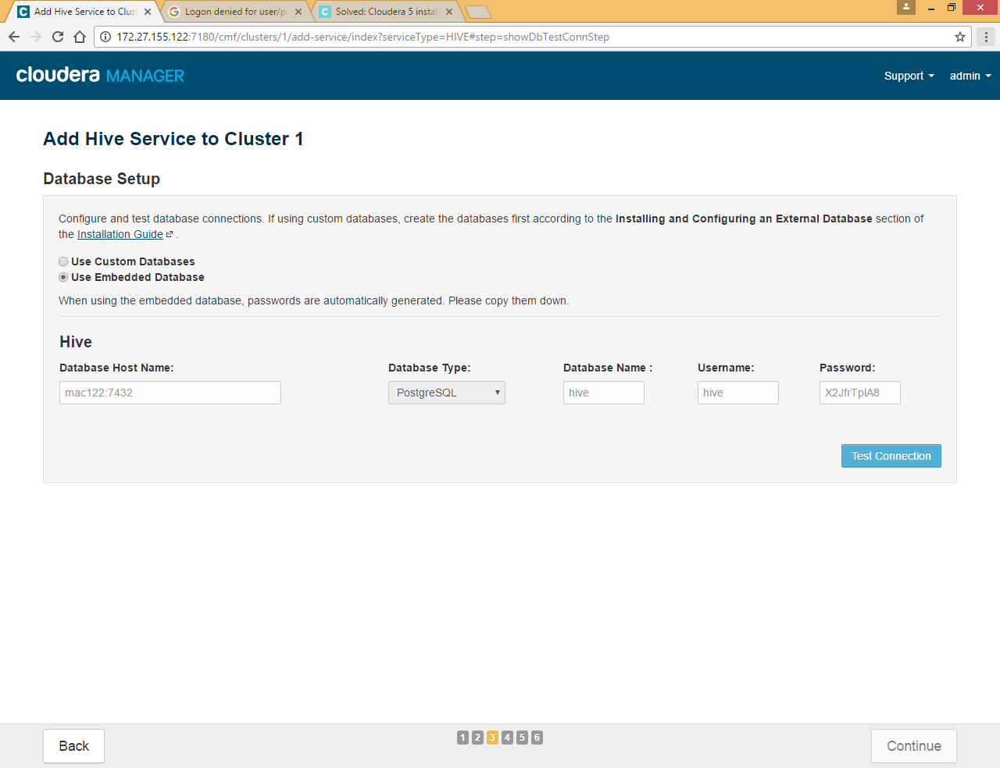 Add Hive Service to Clust
Logon denied for user/pa
Solved: Cloudera 5 instal
172.27.155.122:7180/cmf/clusters/1/add-service/index?serviceType=HIVE#step=showDbTestConnStep
cloudera MANAGER
Support
admin
Add Hive Service to Cluster 1
Database Setup
Configure and test database connections. If using custom databases, create the databases first according to the Installing and Configuring an External Database section of
the Installation Guide .
Use Custom Databases
Use Embedded Database
When using the embedded database, passwords are automatically generated. Please copy them down.
Hive
Database Host Name: Database Type: Database Name : Username: Password:
mac122:7432 PostgreSQL hive hive X2JfrTplA8
Test Connection
Back
1 2 3 4 5 6
Continue